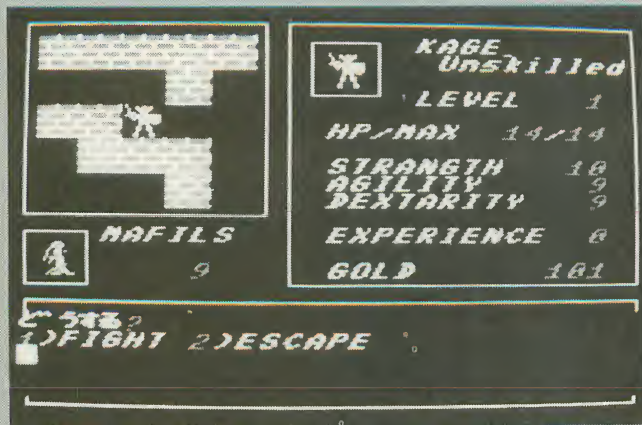 KAGE
Unskilled
LEVEL 1
HP/MAX 14/14
STRENGTH 10
AGILITY 9
DEXTARITY 9
EXPERIENCE 0
GOLD 101
MAFILS
9
どうする?
1)FIGHT 2)ESCAPE